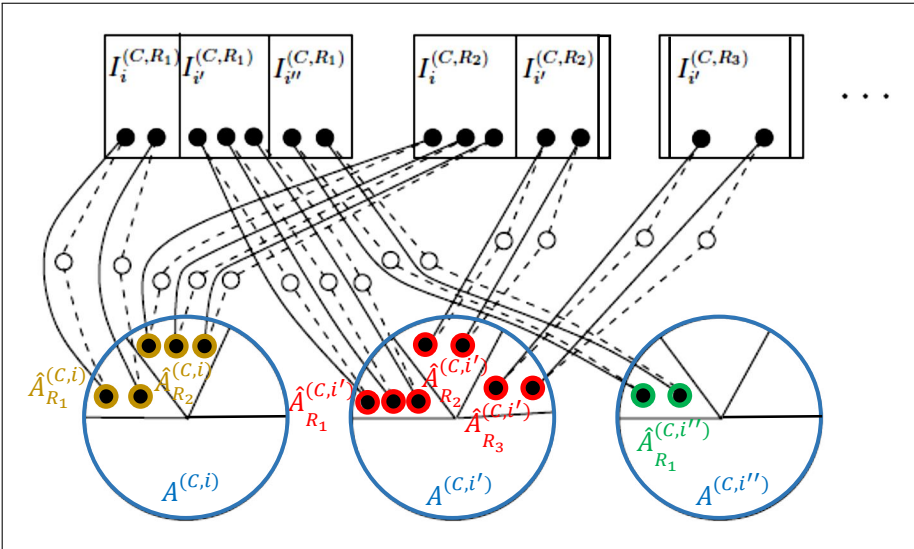 I_i^{(C,R_1)} I_{i'}^{(C,R_1)} I_{i''}^{(C,R_1)} I_i^{(C,R_2)} I_{i'}^{(C,R_2)} I_{i'}^{(C,R_3)}
. . .
Â_{R_1}^{(C,i)} Â_{R_2}^{(C,i)} Â_{R_1}^{(C,i')} Â_{R_2}^{(C,i')} Â_{R_3}^{(C,i')} Â_{R_1}^{(C,i'')}
A^{(C,i)} A^{(C,i')} A^{(C,i'')}